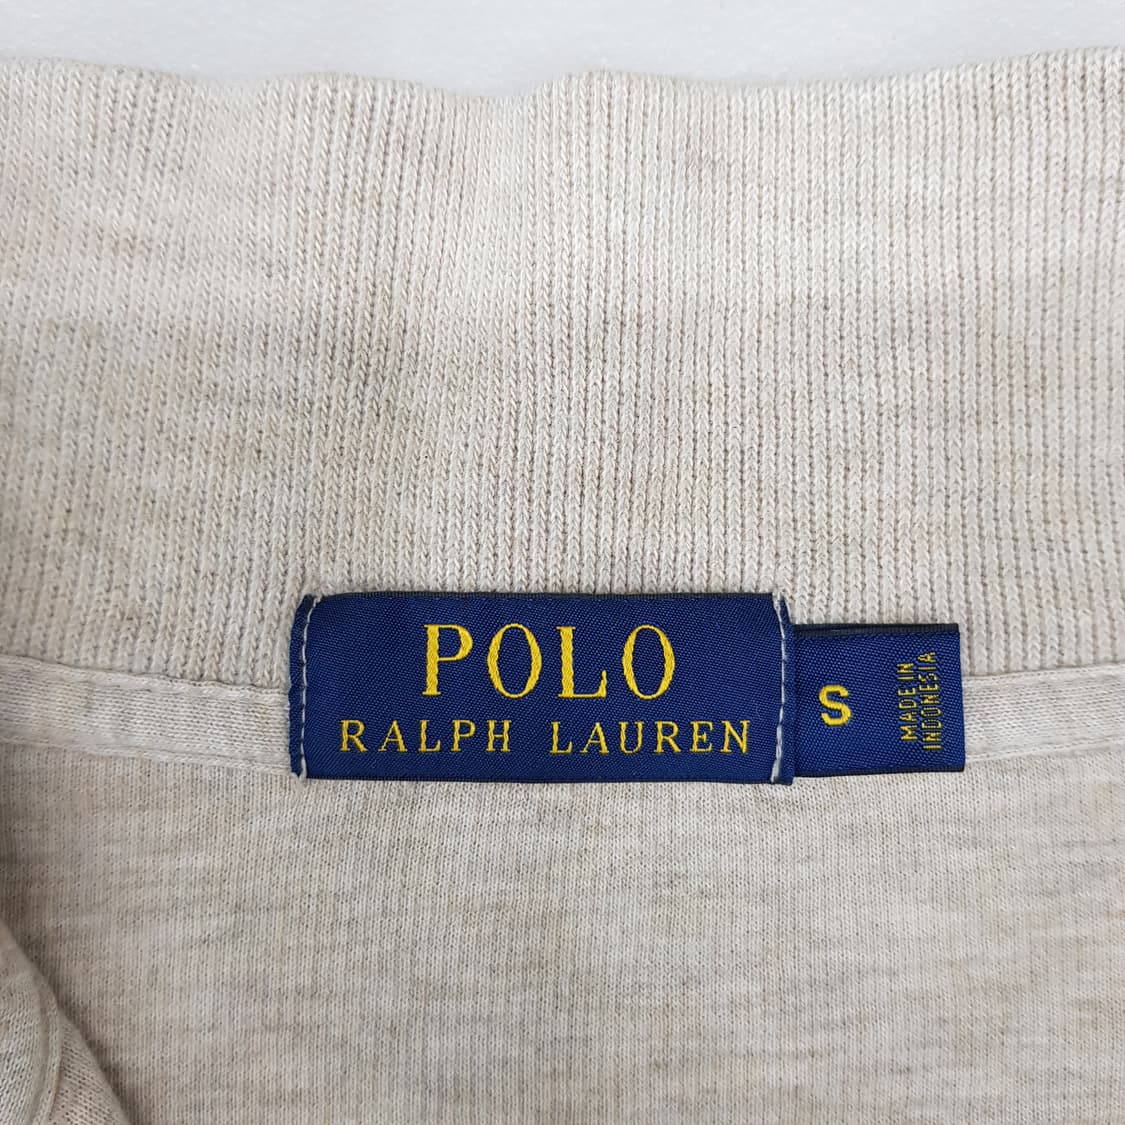 POLO
RALPH LAUREN
S
MADE IN
INDONESIA